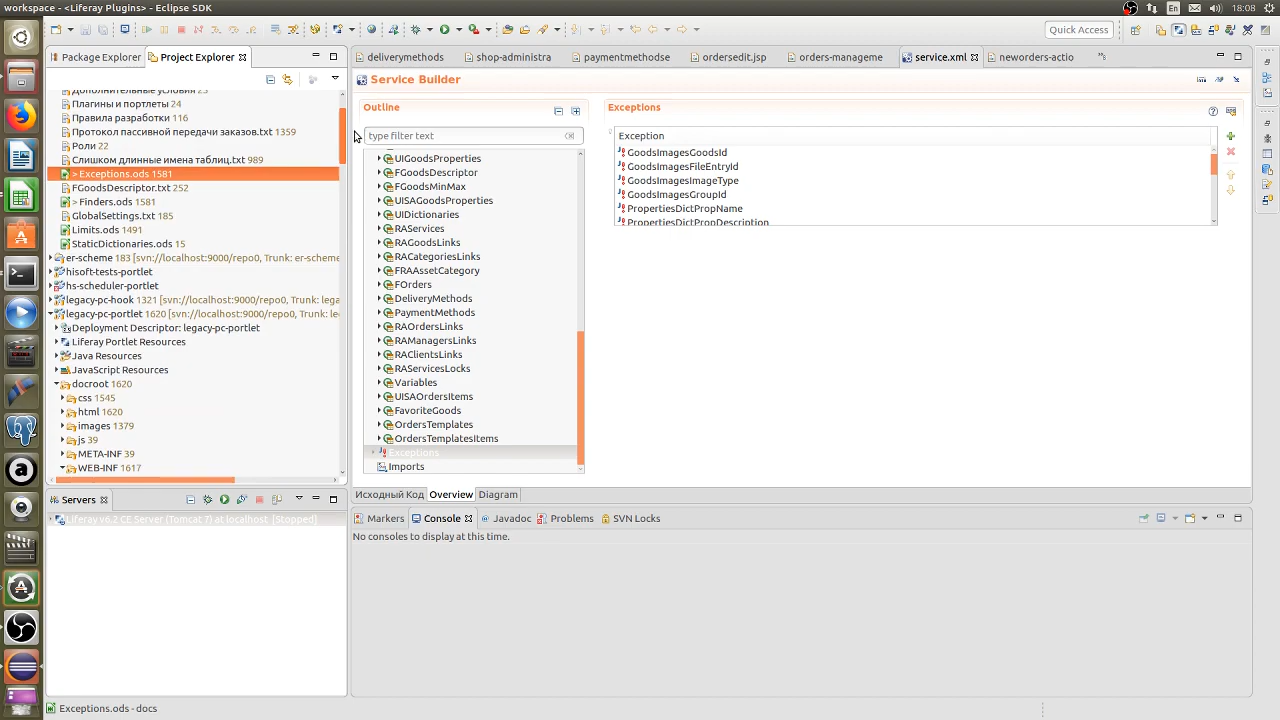 workspace - <Liferay Plugins> - Eclipse SDK
En
18:08
Quick Access
Package Explorer
Project Explorer
deliverymethods
shop-administra
paymentmethodse
ordersedit.jsp
orders-manageme
service.xml
neworders-actio
Service Builder
Outline
type filter text
Exceptions
Exception
GoodsImagesGoodsId
GoodsImagesFileEntryId
GoodsImagesImageType
GoodsImagesGroupId
PropertiesDictPropName
PropertiesDictPropDescription
Дополнительные условия 25
Плагины и портлеты 24
Правила разработки 116
Протокол пассивной передачи заказов.txt 1359
Роли 22
Слишком длинные имена таблиц.txt 989
> Exceptions.ods 1581
FGoodsDescriptor.txt 252
> Finders.ods 1581
GlobalSettings.txt 185
Limits.ods 1491
StaticDictionaries.ods 15
er-scheme 183 [svn://localhost:9000/repo0, Trunk: er-scheme
hisoft-tests-portlet
hs-scheduler-portlet
legacy-pc-hook 1321 [svn://localhost:9000/repo0, Trunk: lega
legacy-pc-portlet 1620 [svn://localhost:9000/repo0, Trunk: le
Deployment Descriptor: legacy-pc-portlet
Liferay Portlet Resources
Java Resources
JavaScript Resources
docroot 1620
css 1545
html 1620
images 1379
js 39
META-INF 39
WEB-INF 1617
UIGoodsProperties
FGoodsDescriptor
FGoodsMinMax
UISAGoodsProperties
UIDictionaries
RAServices
RAGoodsLinks
RACategoriesLinks
FRAAssetCategory
FOrders
DeliveryMethods
PaymentMethods
RAOrdersLinks
RAManagersLinks
RAClientsLinks
RAServicesLocks
Variables
UISAOrdersItems
FavoriteGoods
OrdersTemplates
OrdersTemplatesItems
Exceptions
Imports
Исходный Код
Overview
Diagram
Servers
Liferay v6.2 CE Server (Tomcat 7) at localhost [Stopped]
Markers
Console
Javadoc
Problems
SVN Locks
No consoles to display at this time.
Exceptions.ods - docs